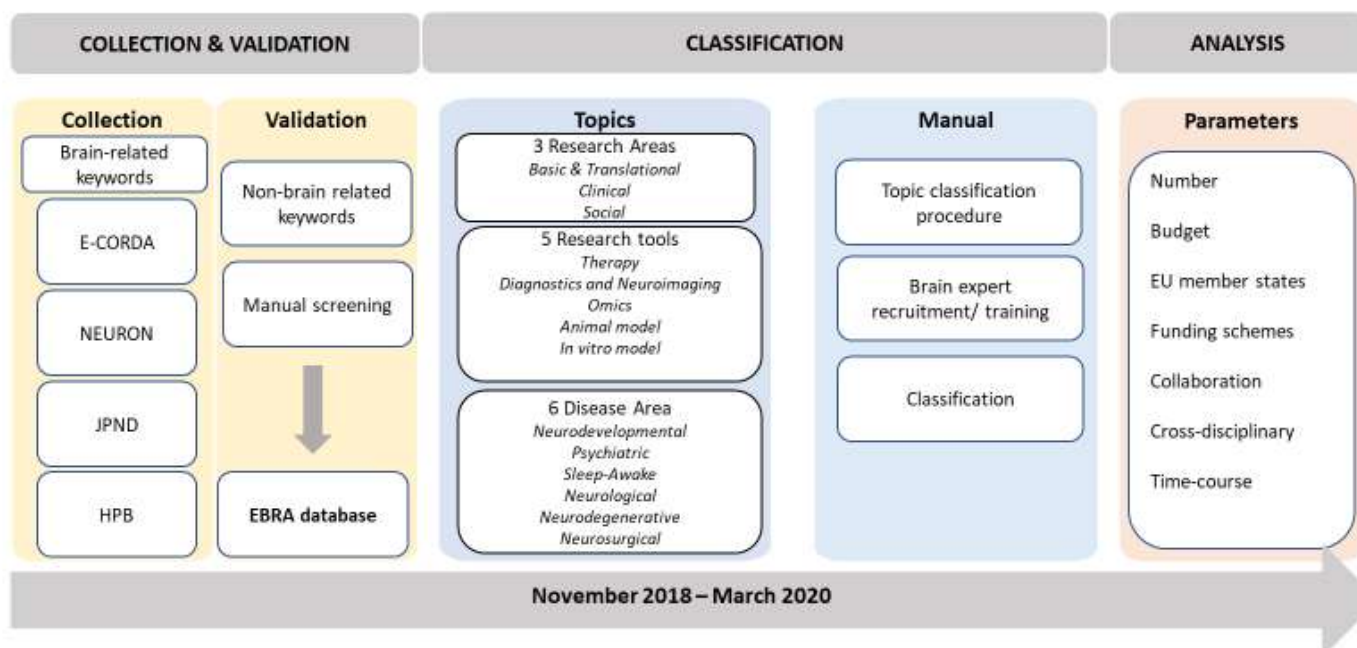 COLLECTION & VALIDATION
CLASSIFICATION
ANALYSIS
Collection
Brain-related
keywords
E-CORDA
NEURON
JPND
HPB
Validation
Non-brain related
keywords
Manual screening
EBRA database
Topics
3 Research Areas
Basic & Translational
Clinical
Social
5 Research tools
Therapy
Diagnostics and Neuroimaging
Omics
Animal model
In vitro model
6 Disease Area
Neurodevelopmental
Psychiatric
Sleep-Awake
Neurological
Neurodegenerative
Neurosurgical
Manual
Topic classification
procedure
Brain expert
recruitment/ training
Classification
Parameters
Number
Budget
EU member states
Funding schemes
Collaboration
Cross-disciplinary
Time-course
November 2018 – March 2020